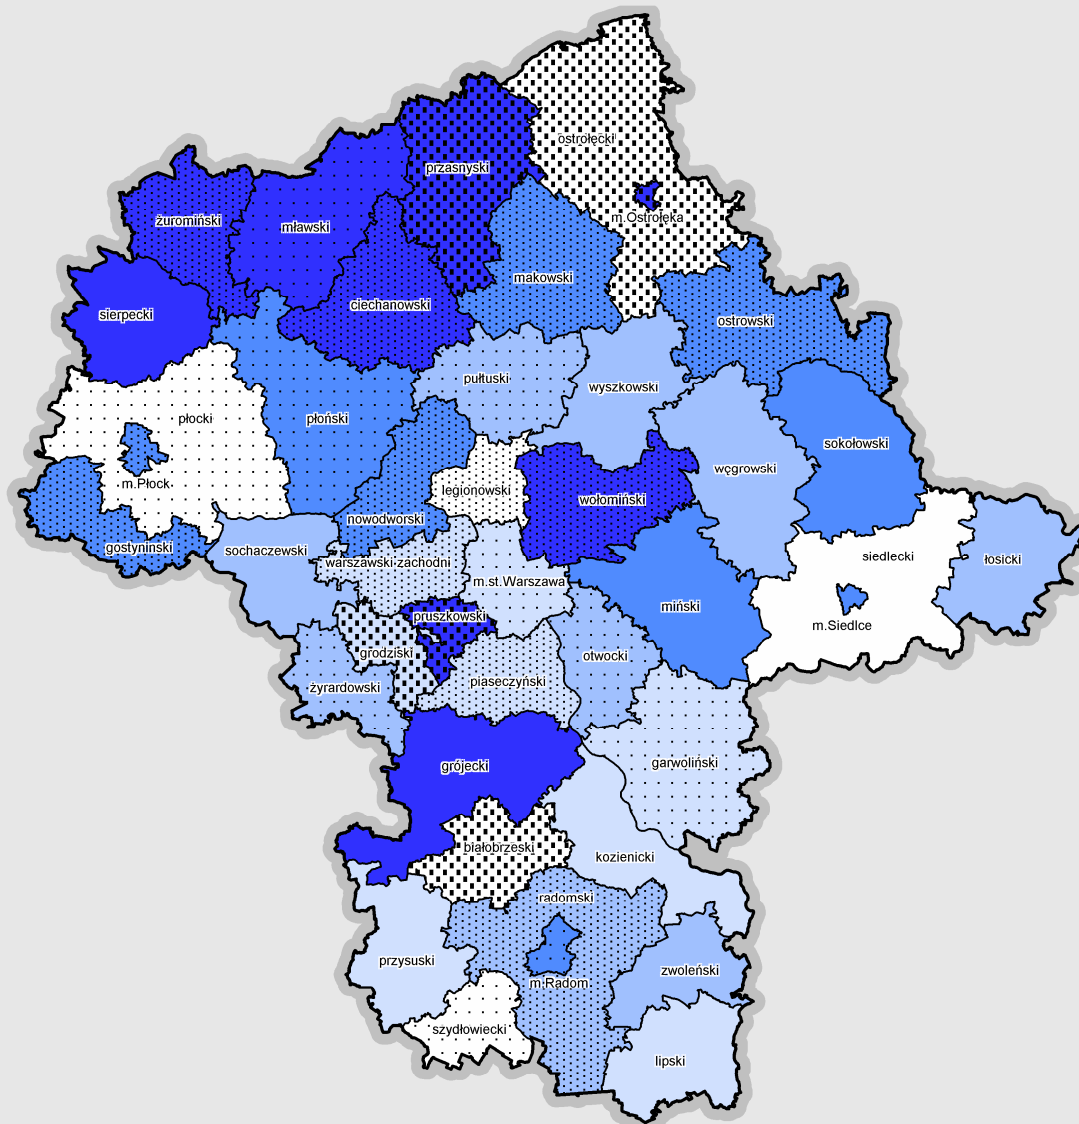 ostrołęcki
przasnyski
m.Ostrołęka
żuromiński
mławski
makowski
ciechanowski
sierpecki
ostrowski
pułtuski
wyszkowski
płocki
płoński
sokołowski
węgrowski
m.Płock
legionowski
wołomiński
nowodworski
gostyninski
sochaczewski
warszawski zachodni
m.st.Warszawa
siedlecki
łosicki
miński
pruszkowski
m.Siedlce
grodziski
otwocki
piaseczyński
żyrardowski
garwoliński
grójecki
białobrzeski
kozienicki
radomski
przysuski
zwoleński
m.Radom
szydłowiecki
lipski